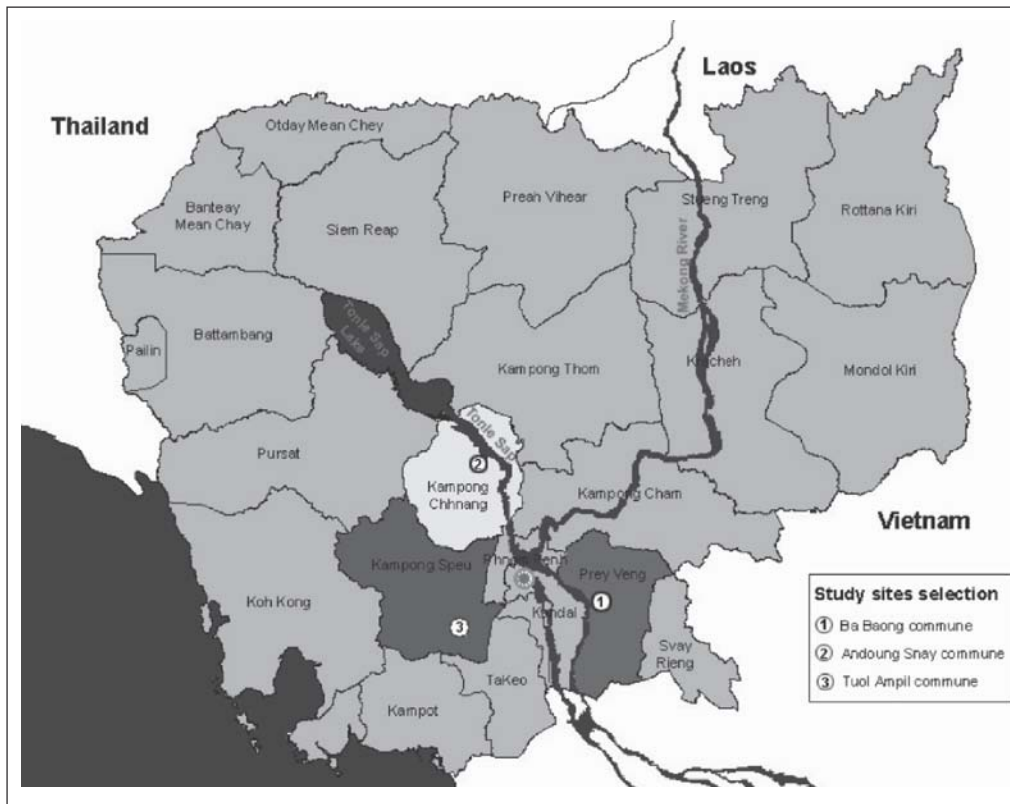 Laos
Thailand
Otday Mean Chey
Preah Vihear
Stoeng Treng
Rottana Kiri
Banteay
Mean Chay
Siem Reap
Mekong River
Tonle Sap
Lake
Battambang
Pailin
Kampong Thom
Kracheh
Mondol Kiri
Tonle Sap
Pursat
2
Kampong
Chhnang
Kampong Cham
Vietnam
Kampong Speu
Phnom Penh
Prey Veng
Koh Kong
Kandal
1
3
Svay
Rieng
TaKeo
Kampot
Study sites selection
1 Ba Baong commune
2 Andoung Snay commune
3 Tuol Ampil commune